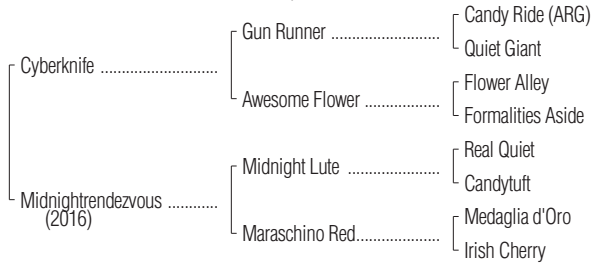 Candy Ride (ARG)
Gun Runner ..........................
Quiet Giant
Cyberknife ............................
Flower Alley
Awesome Flower ..................
Formalities Aside
Real Quiet
Midnight Lute ......................
Candytuft
Midnightrendezvous ............
(2016)
Medaglia d'Oro
Maraschino Red....................
Irish Cherry